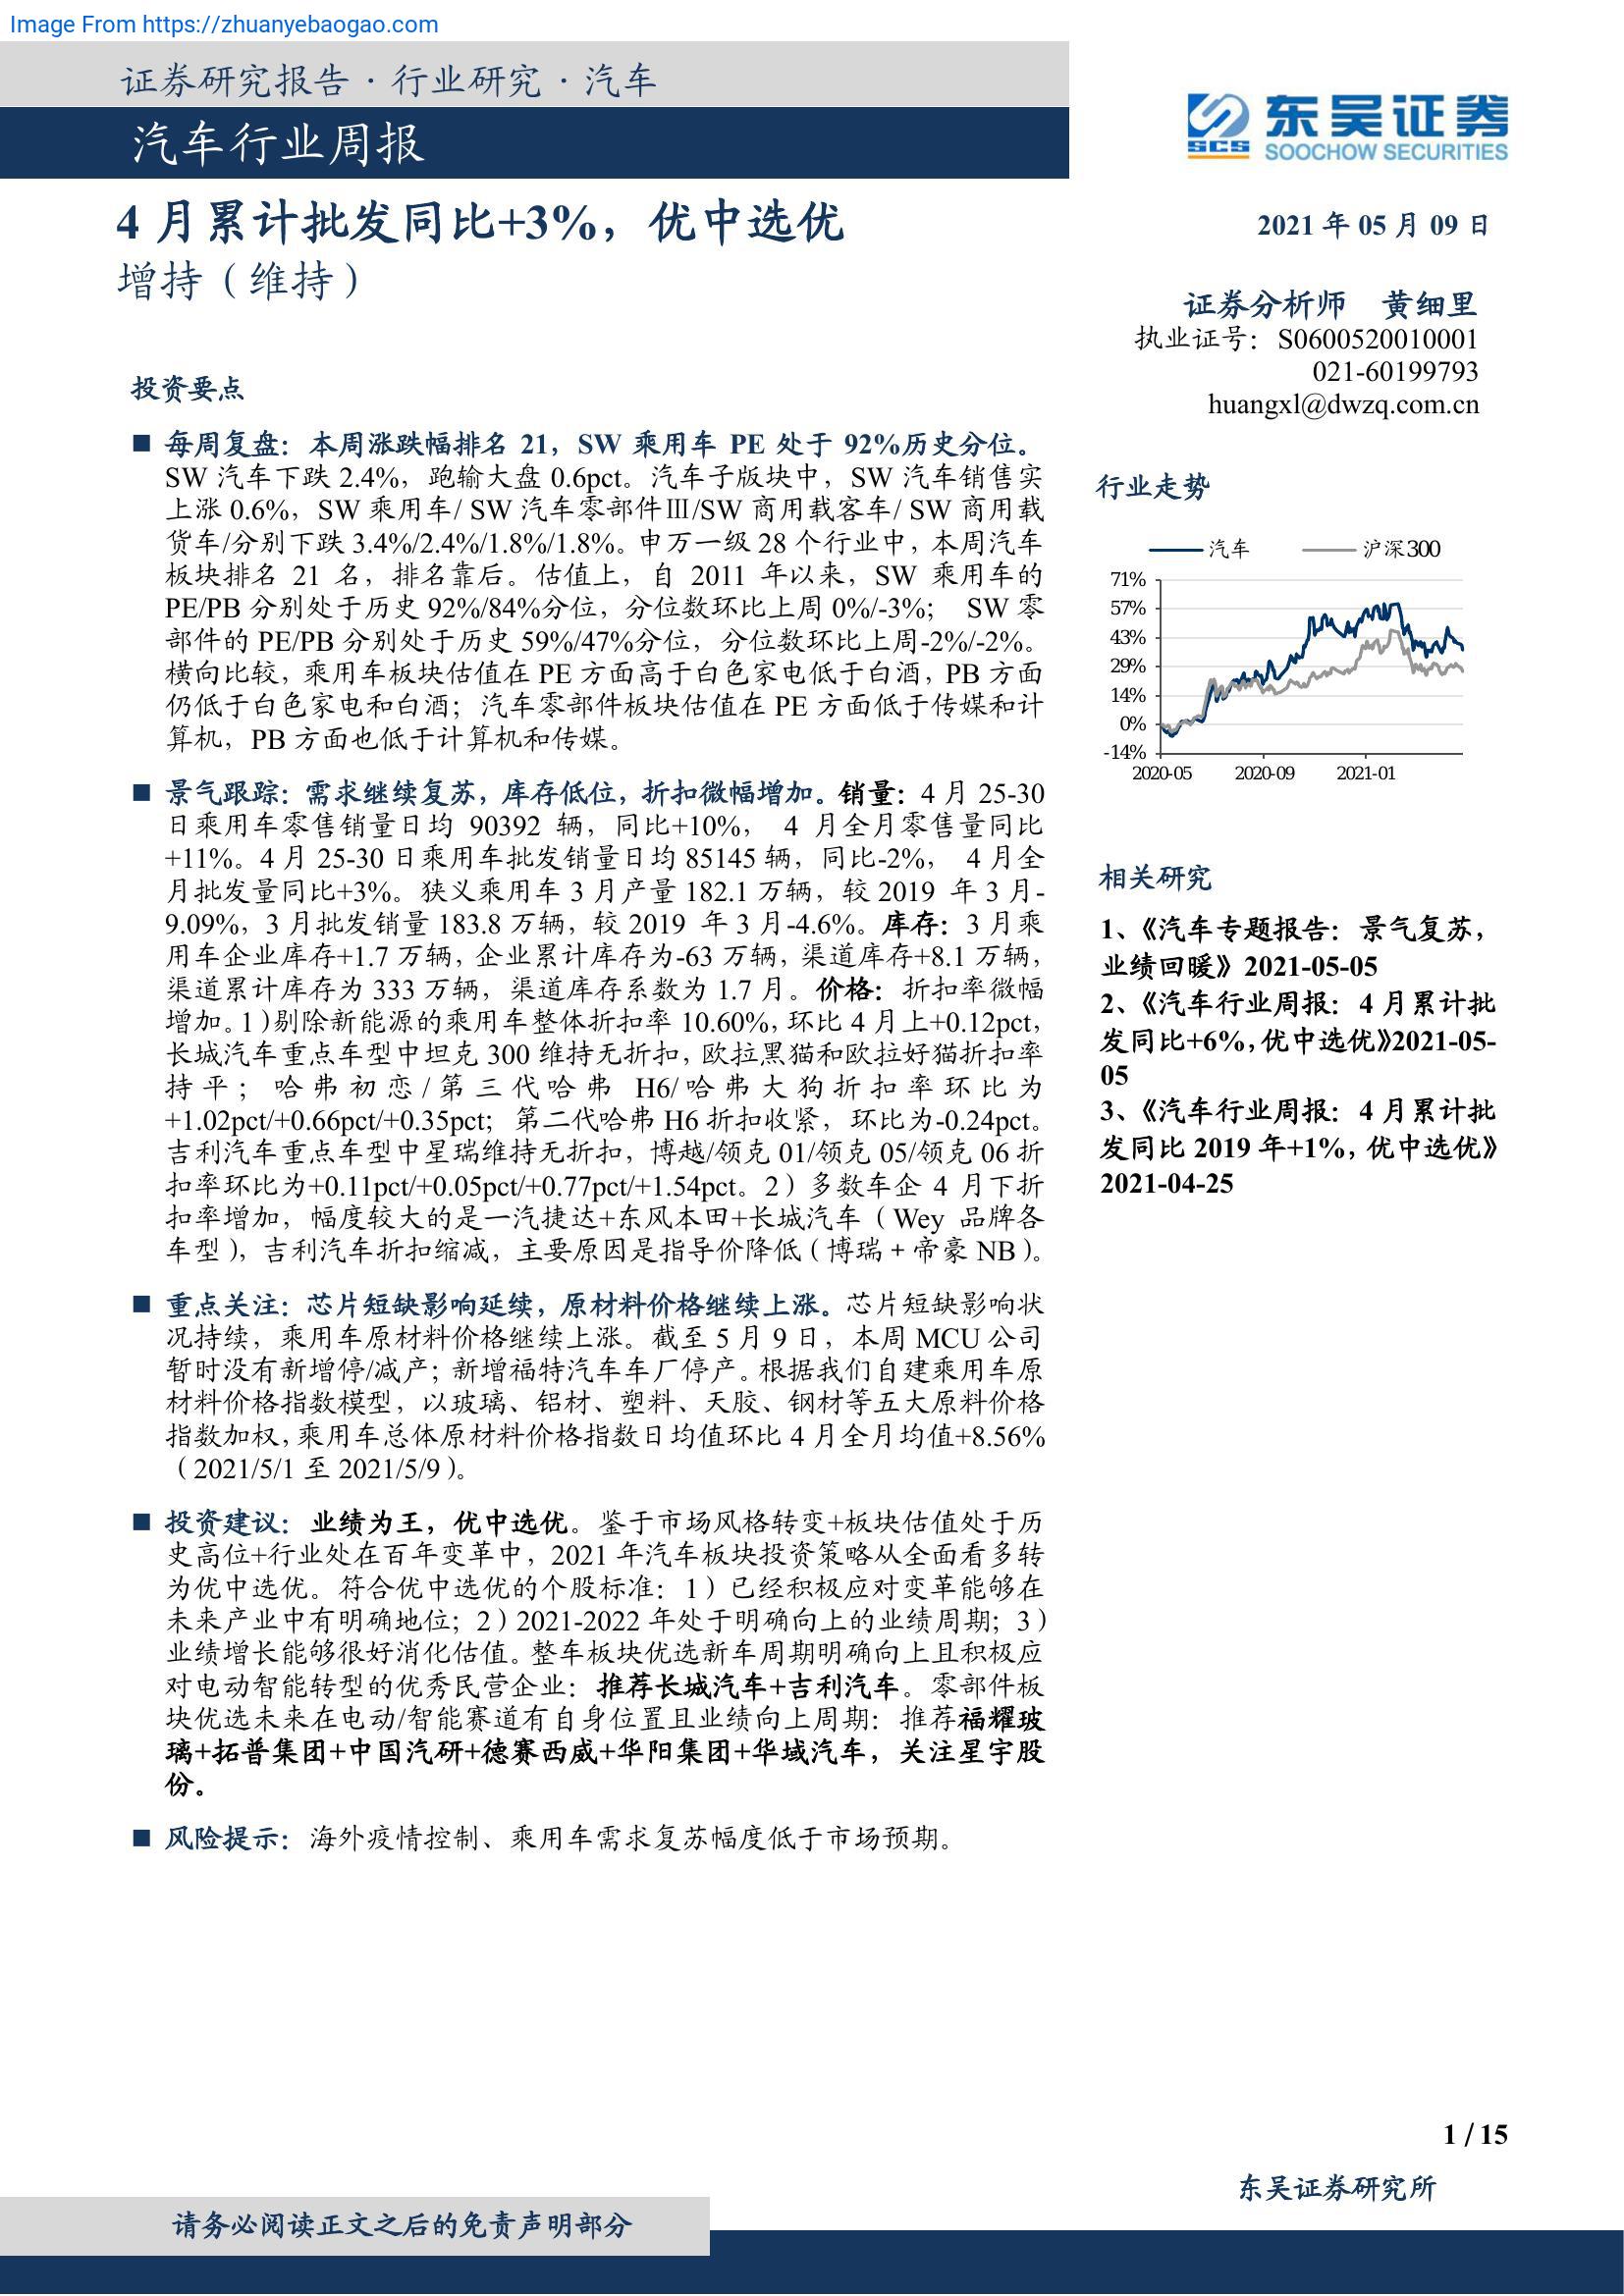 Image From https://zhuanyebaogao.com
证券研究报告·行业研究·汽车
汽车行业周报
东吴证券
SCS
SOOCHOW SECURITIES
4 月累计批发同比+3%，优中选优
增持（维持）
2021 年 05 月 09 日
证券分析师 黄细里
执业证号：S0600520010001
021-60199793
huangxl@dwzq.com.cn
投资要点
■ 每周复盘：本周涨跌幅排名 21，SW 乘用车 PE 处于 92%历史分位。
SW 汽车下跌 2.4%，跑输大盘 0.6pct。汽车子版块中，SW 汽车销售实
上涨 0.6%，SW 乘用车/ SW 汽车零部件Ⅲ/SW 商用载客车/ SW 商用载
货车/分别下跌 3.4%/2.4%/1.8%/1.8%。申万一级 28 个行业中，本周汽车
板块排名 21 名，排名靠后。估值上，自 2011 年以来，SW 乘用车的
PE/PB 分别处于历史 92%/84%分位，分位数环比上周 0%/-3%； SW 零
部件的 PE/PB 分别处于历史 59%/47%分位，分位数环比上周-2%/-2%。
横向比较，乘用车板块估值在 PE 方面高于白色家电低于白酒，PB 方面
仍低于白色家电和白酒；汽车零部件板块估值在 PE 方面低于传媒和计
算机，PB 方面也低于计算机和传媒。
■ 景气跟踪：需求继续复苏，库存低位，折扣微幅增加。销量：4 月 25-30
日乘用车零售销量日均 90392 辆，同比+10%， 4 月全月零售量同比
+11%。4 月 25-30 日乘用车批发销量日均 85145 辆，同比-2%， 4 月全
月批发量同比+3%。狭义乘用车 3 月产量 182.1 万辆，较 2019 年 3 月-
9.09%，3 月批发销量 183.8 万辆，较 2019 年 3 月-4.6%。库存：3 月乘
用车企业库存+1.7 万辆，企业累计库存为-63 万辆，渠道库存+8.1 万辆，
渠道累计库存为 333 万辆，渠道库存系数为 1.7 月。价格：折扣率微幅
增加。1）剔除新能源的乘用车整体折扣率 10.60%，环比 4 月上+0.12pct，
长城汽车重点车型中坦克 300 维持无折扣，欧拉黑猫和欧拉好猫折扣率
持平；哈弗初恋/第三代哈弗 H6/哈弗大狗折扣率环比为
+1.02pct/+0.66pct/+0.35pct；第二代哈弗 H6 折扣收紧，环比为-0.24pct。
吉利汽车重点车型中星瑞维持无折扣，博越/领克 01/领克 05/领克 06 折
扣率环比为+0.11pct/+0.05pct/+0.77pct/+1.54pct。2）多数车企 4 月下折
扣率增加，幅度较大的是一汽捷达+东风本田+长城汽车（Wey 品牌各
车型），吉利汽车折扣缩减，主要原因是指导价降低（博瑞＋帝豪 NB）。
■ 重点关注：芯片短缺影响延续，原材料价格继续上涨。芯片短缺影响状
况持续，乘用车原材料价格继续上涨。截至 5 月 9 日，本周 MCU 公司
暂时没有新增停/减产；新增福特汽车车厂停产。根据我们自建乘用车原
材料价格指数模型，以玻璃、铝材、塑料、天胶、钢材等五大原料价格
指数加权，乘用车总体原材料价格指数日均值环比 4 月全月均值+8.56%
（2021/5/1 至 2021/5/9）。
■ 投资建议：业绩为王，优中选优。鉴于市场风格转变+板块估值处于历
史高位+行业处在百年变革中，2021 年汽车板块投资策略从全面看多转
为优中选优。符合优中选优的个股标准：1）已经积极应对变革能够在
未来产业中有明确地位；2）2021-2022 年处于明确向上的业绩周期；3）
业绩增长能够很好消化估值。整车板块优选新车周期明确向上且积极应
对电动智能转型的优秀民营企业：推荐长城汽车+吉利汽车。零部件板
块优选未来在电动/智能赛道有自身位置且业绩向上周期：推荐福耀玻
璃+拓普集团+中国汽研+德赛西威+华阳集团+华域汽车，关注星宇股
份。
■ 风险提示：海外疫情控制、乘用车需求复苏幅度低于市场预期。
行业走势
汽车 沪深300
71%
57%
43%
29%
14%
0%
-14%
2020-05 2020-09 2021-01
相关研究
1、《汽车专题报告：景气复苏，
业绩回暖》2021-05-05
2、《汽车行业周报：4 月累计批
发同比+6%，优中选优》2021-05-
05
3、《汽车行业周报：4 月累计批
发同比 2019 年+1%，优中选优》
2021-04-25
1 / 15
东吴证券研究所
请务必阅读正文之后的免责声明部分